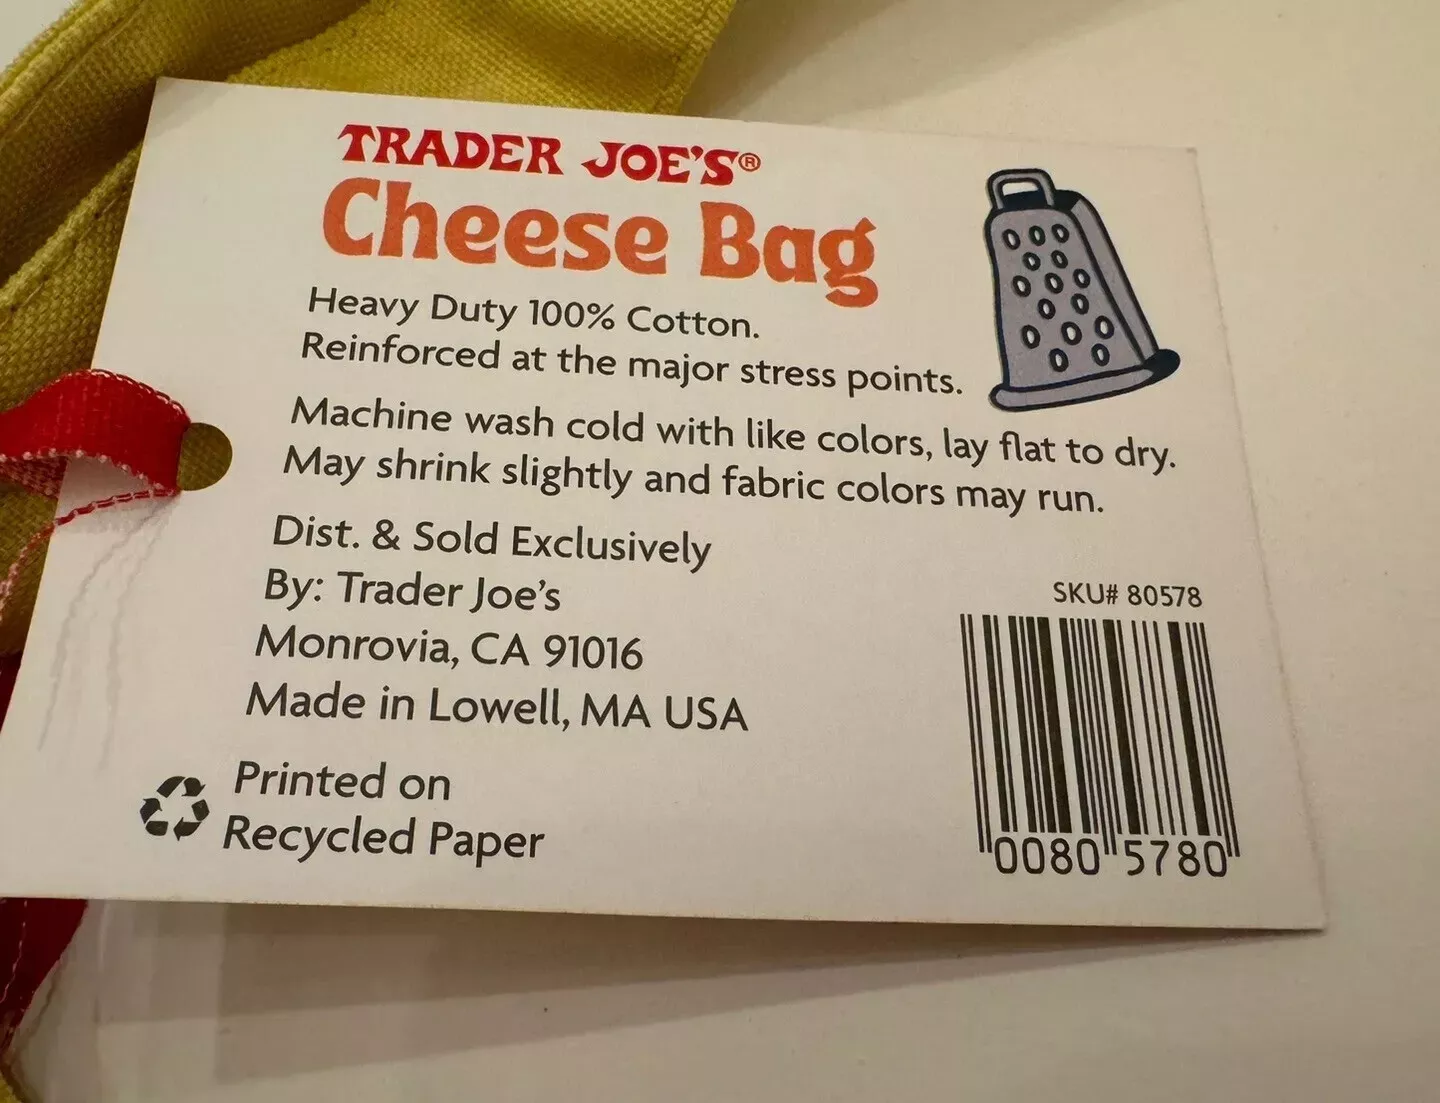 TRADER JOE'S®
Cheese Bag
Heavy Duty 100% Cotton.
Reinforced at the major stress points.
Machine wash cold with like colors, lay flat to dry.
May shrink slightly and fabric colors may run.
Dist. & Sold Exclusively
By: Trader Joe's
Monrovia, CA 91016
Made in Lowell, MA USA
Printed on
Recycled Paper
SKU# 80578
0080 5780